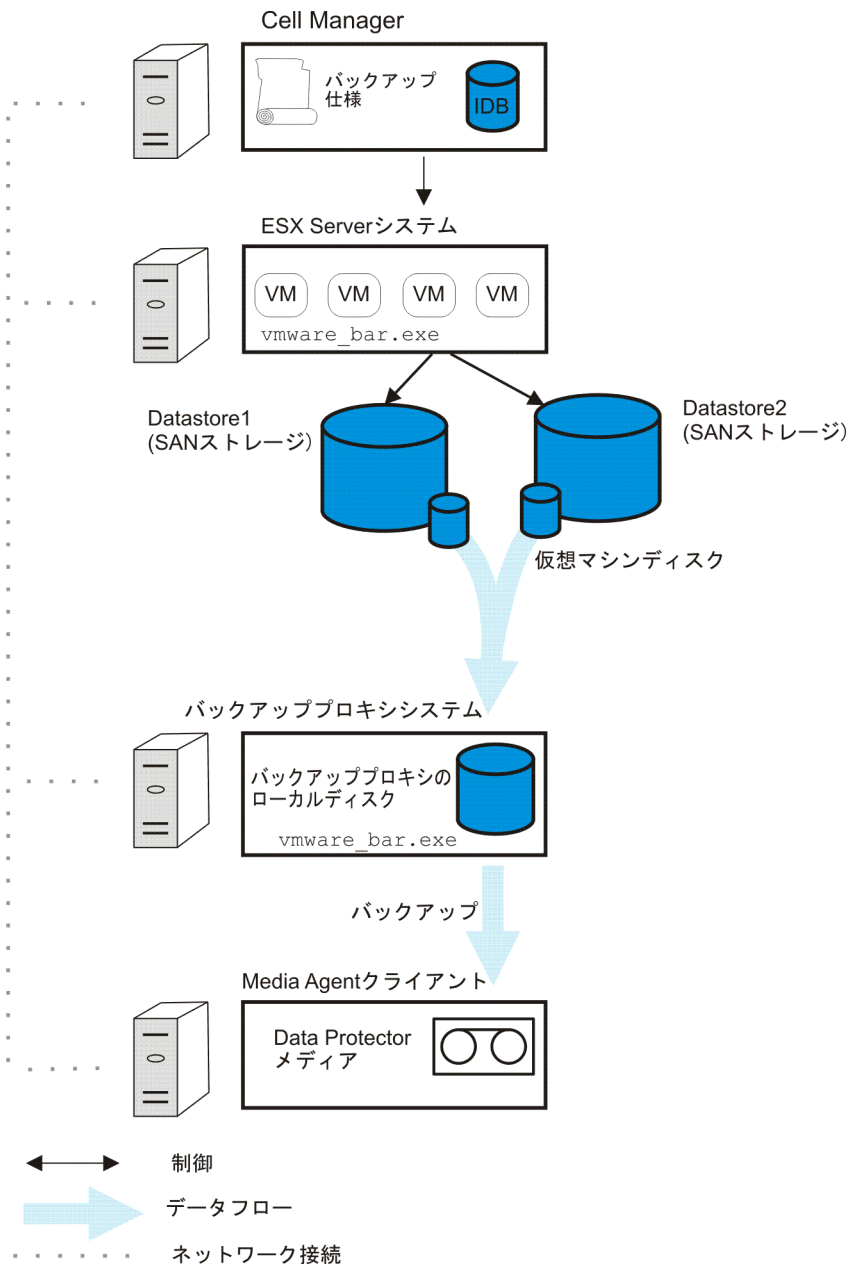 Cell Manager
バックアップ
仕様
IDB
ESX Serverシステム
VM VM VM VM
vmware_bar.exe
Datastore1
(SANストレージ)
Datastore2
(SANストレージ)
仮想マシンディスク
バックアッププロキシシステム
バックアッププロキシの
ローカルディスク
vmware_bar.exe
バックアップ
Media Agentクライアント
Data Protector
メディア
制御
データフロー
ネットワーク接続